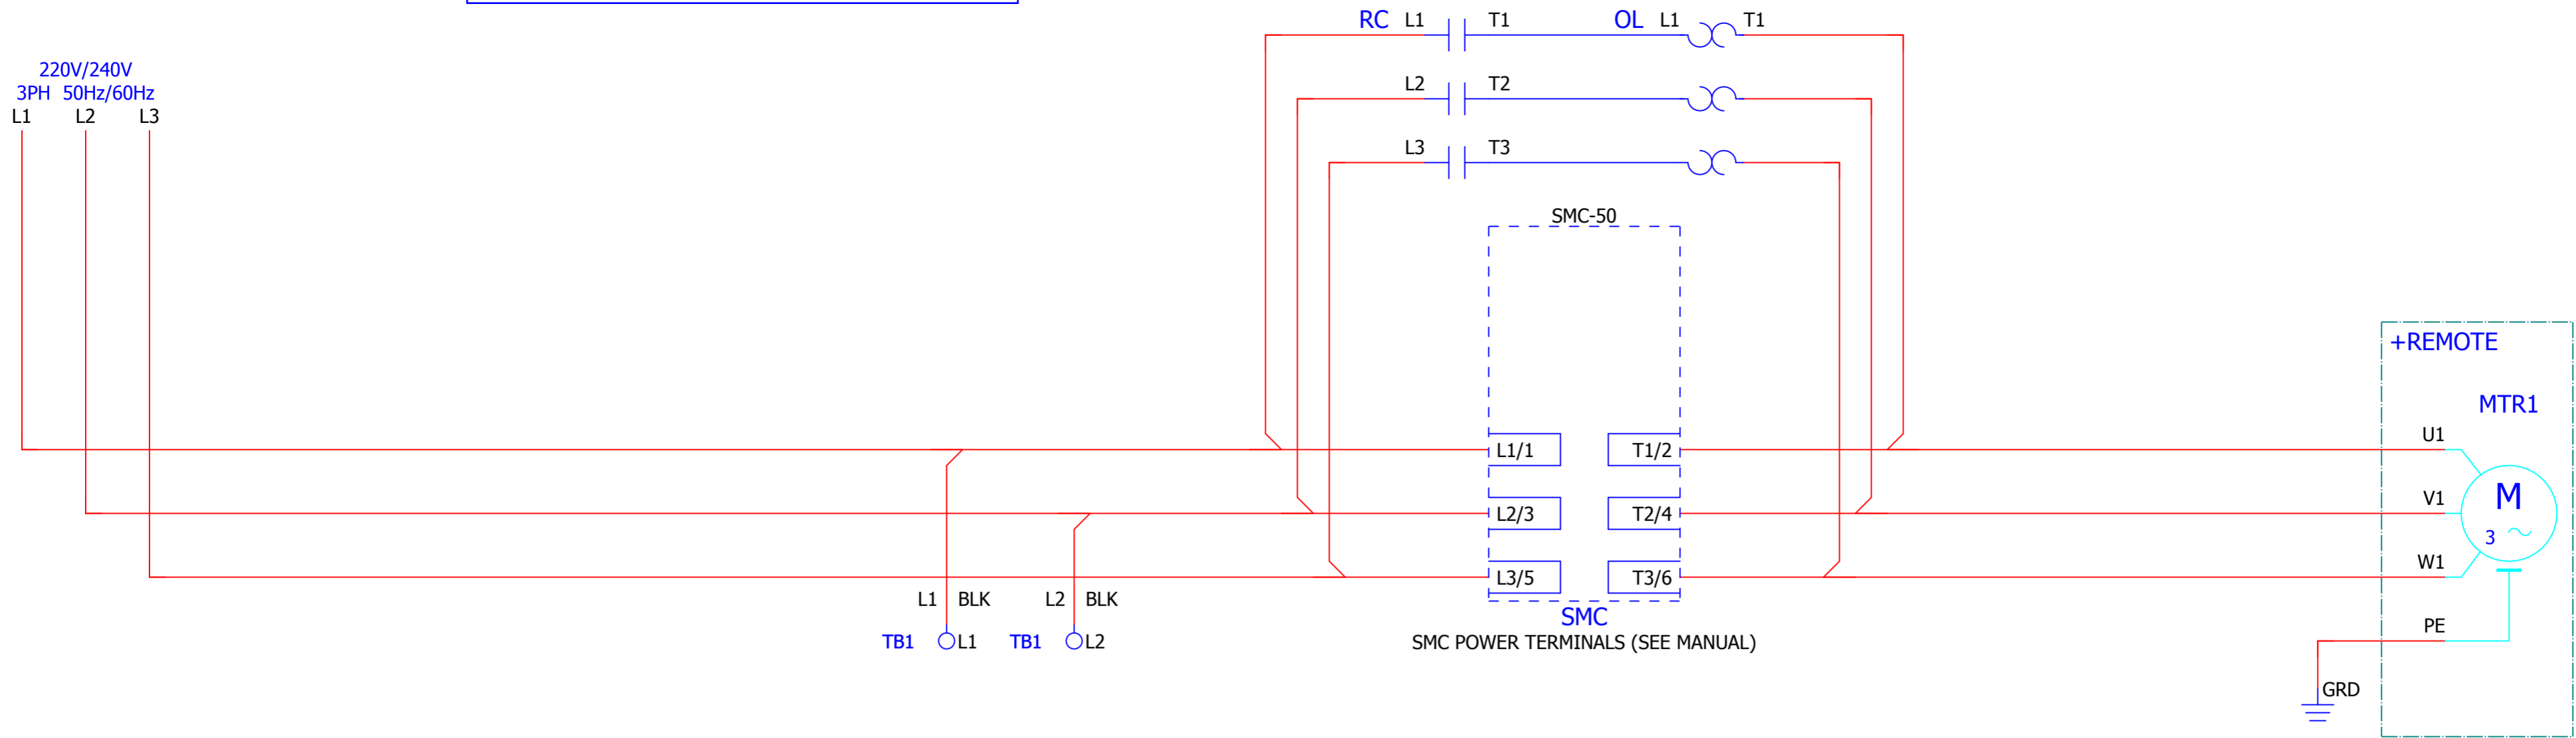 RC L1 T1 OL L1 T1
220V/240V
3PH 50Hz/60Hz
L1 L2 L3
L2 T2
L3 T3
SMC-50
+REMOTE
MTR1
U1
L1/1 T1/2
V1
M
3 ~
L2/3 T2/4
W1
L3/5 T3/6
L1 BLK L2 BLK
SMC
PE
TB1 L1 TB1 L2
SMC POWER TERMINALS (SEE MANUAL)
GRD